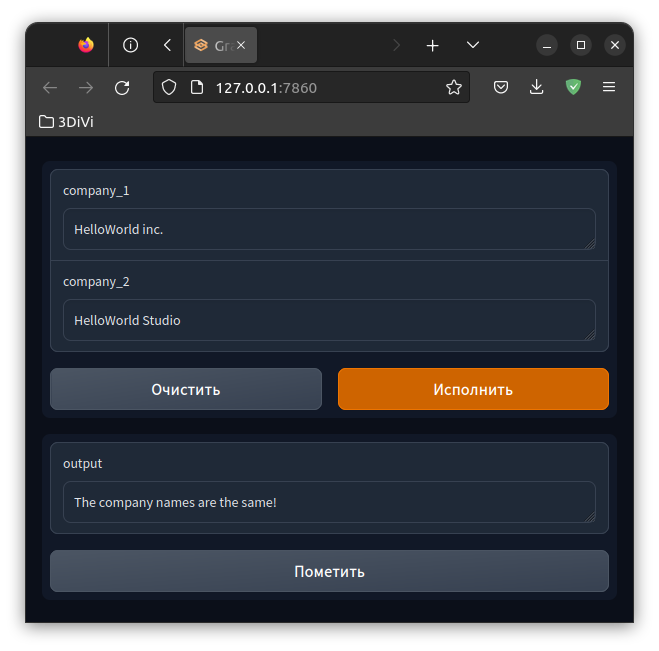 Gr
127.0.0.1:7860
3DiVi
company_1
HelloWorld inc.
company_2
HelloWorld Studio
Очистить
Исполнить
output
The company names are the same!
Пометить